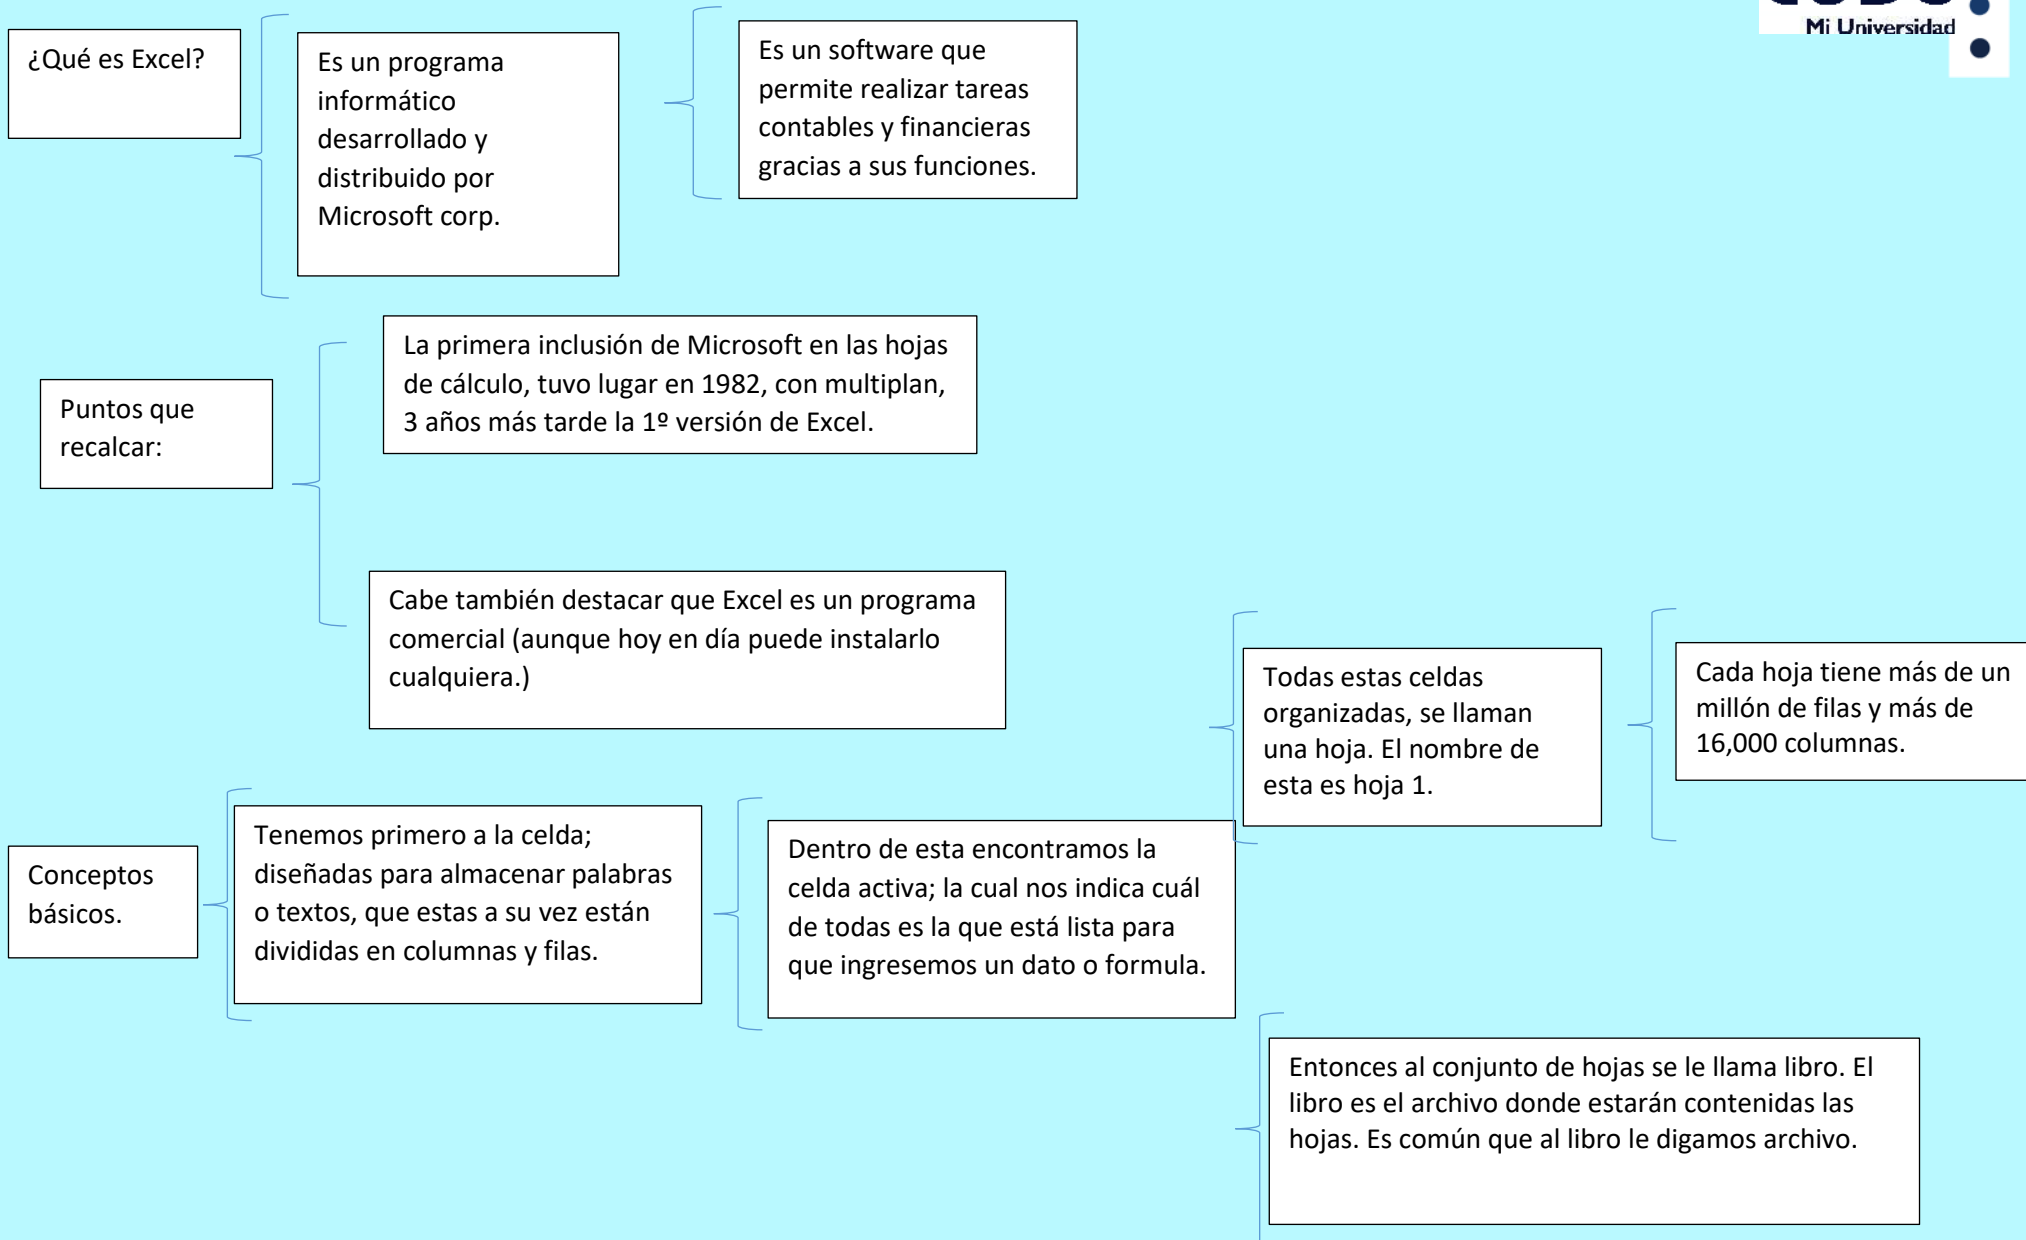 Mi Universidad
¿Qué es Excel?
Es un programa
informático
desarrollado y
distribuido por
Microsoft corp.
Es un software que
permite realizar tareas
contables y financieras
gracias a sus funciones.
Puntos que
recalcar:
La primera inclusión de Microsoft en las hojas
de cálculo, tuvo lugar en 1982, con multiplan,
3 años más tarde la 1º versión de Excel.
Cabe también destacar que Excel es un programa
comercial (aunque hoy en día puede instalarlo
cualquiera.)
Conceptos
básicos.
Tenemos primero a la celda;
diseñadas para almacenar palabras
o textos, que estas a su vez están
divididas en columnas y filas.
Dentro de esta encontramos la
celda activa; la cual nos indica cuál
de todas es la que está lista para
que ingresemos un dato o formula.
Todas estas celdas
organizadas, se llaman
una hoja. El nombre de
esta es hoja 1.
Cada hoja tiene más de un
millón de filas y más de
16,000 columnas.
Entonces al conjunto de hojas se le llama libro. El
libro es el archivo donde estarán contenidas las
hojas. Es común que al libro le digamos archivo.